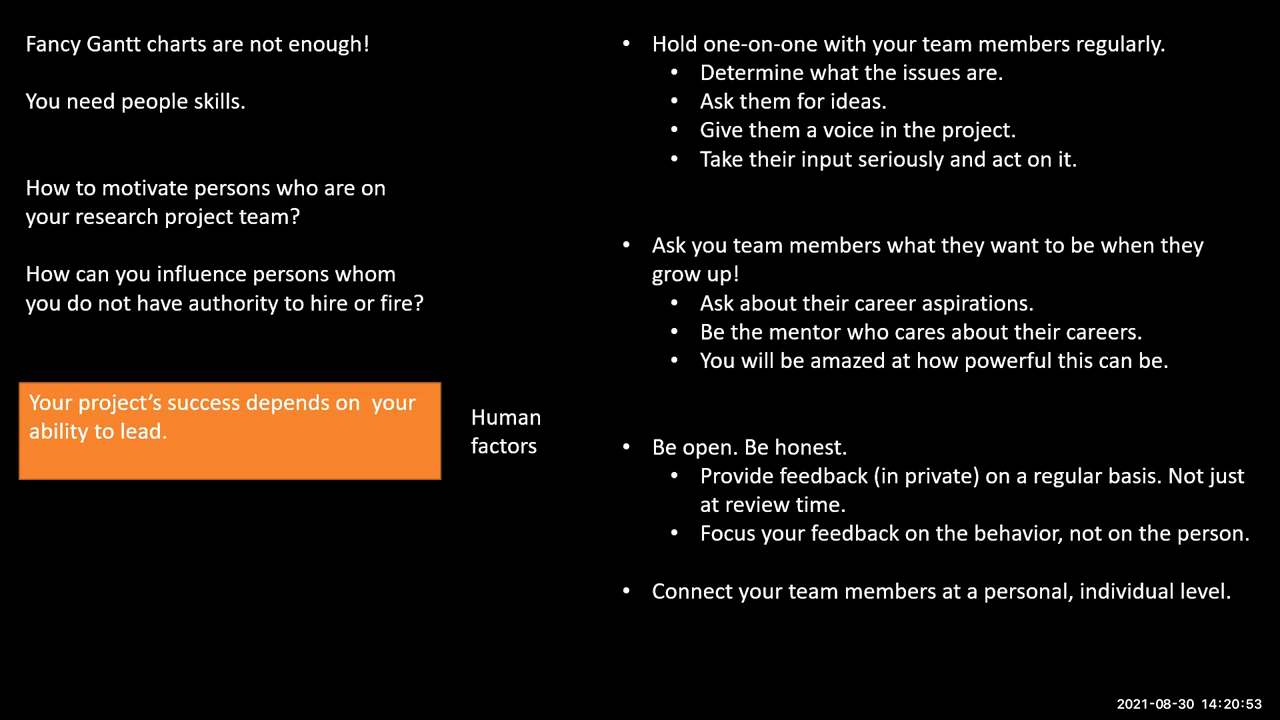 Fancy Gantt charts are not enough!
You need people skills.
How to motivate persons who are on
your research project team?
How can you influence persons whom
you do not have authority to hire or fire?
Your project's success depends on  your
ability to lead.
Human
factors
• Hold one-on-one with your team members regularly.
• Determine what the issues are.
• Ask them for ideas.
• Give them a voice in the project.
• Take their input seriously and act on it.
• Ask you team members what they want to be when they
grow up!
• Ask about their career aspirations.
• Be the mentor who cares about their careers.
• You will be amazed at how powerful this can be.
• Be open. Be honest.
• Provide feedback (in private) on a regular basis. Not just
at review time.
• Focus your feedback on the behavior, not on the person.
• Connect your team members at a personal, individual level.
2021-08-30 14:20:53